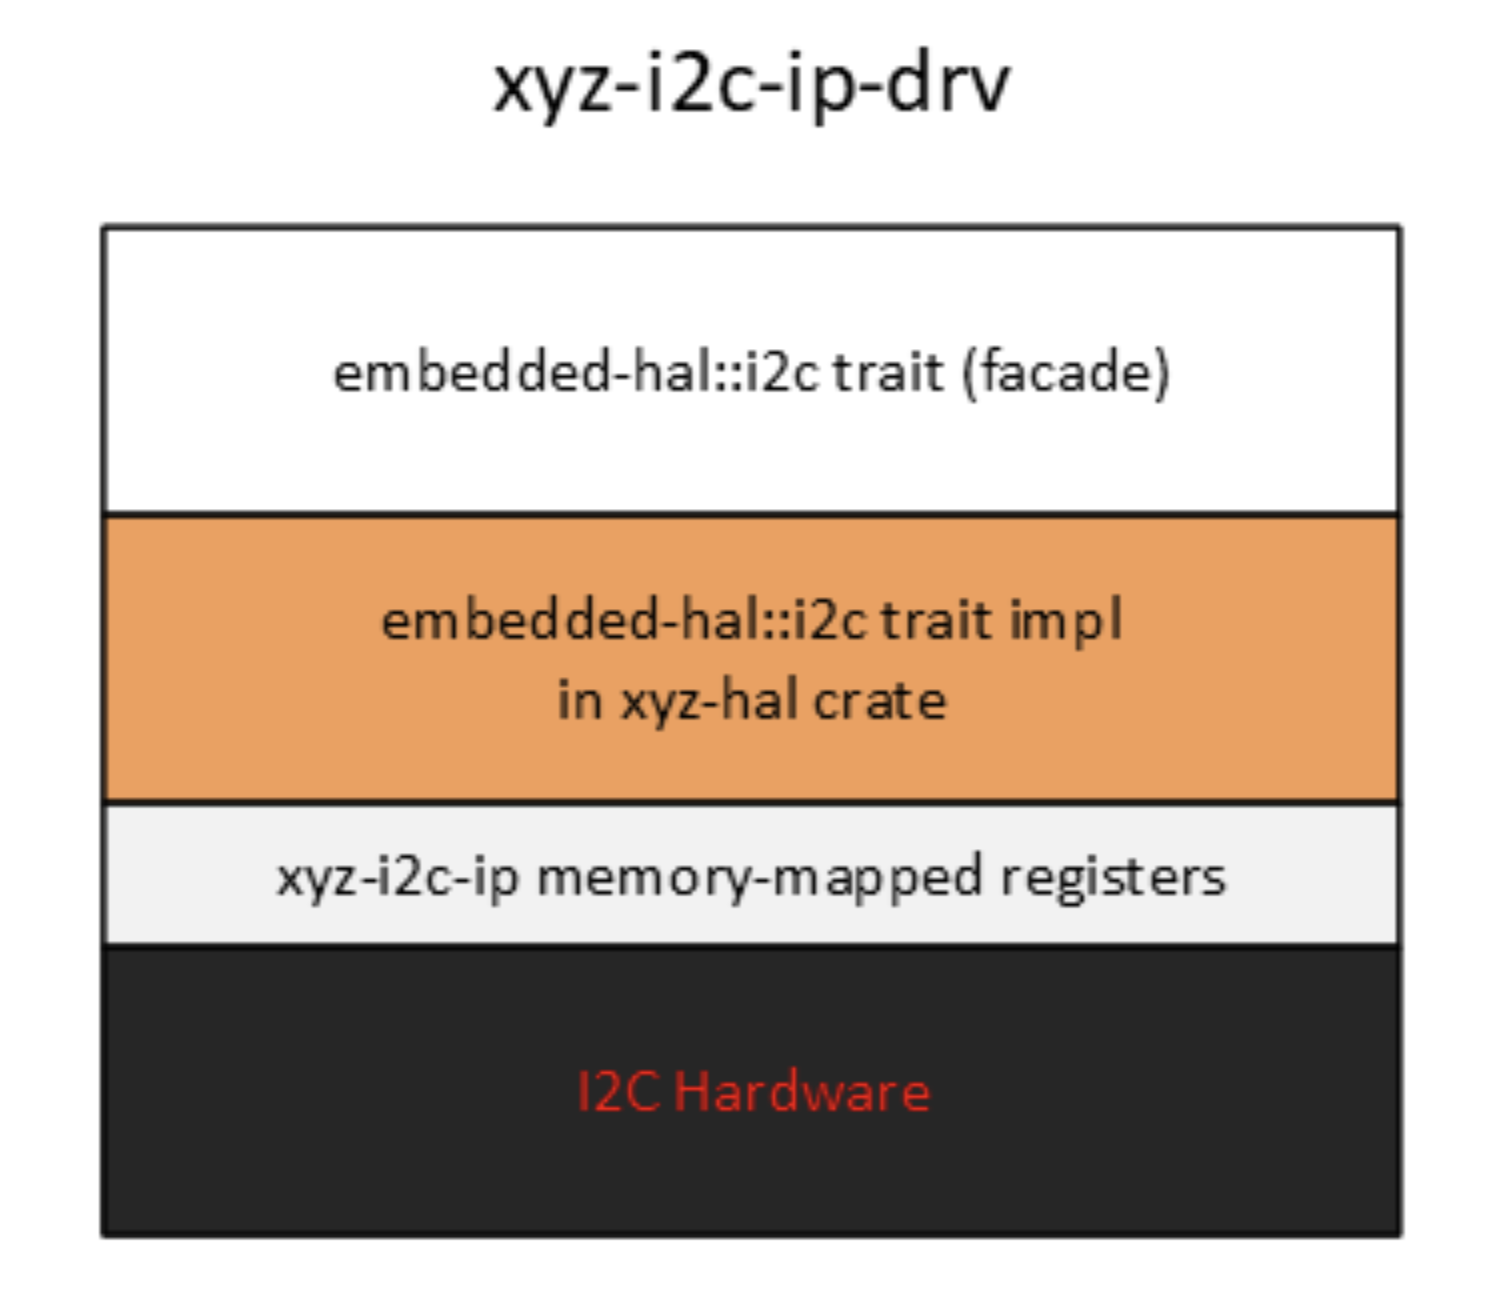 xyz-i2c-ip-drv
embedded-hal::i2c trait (facade)
embedded-hal::i2c trait impl
in xyz-hal crate
xyz-i2c-ip memory-mapped registers
I2C Hardware